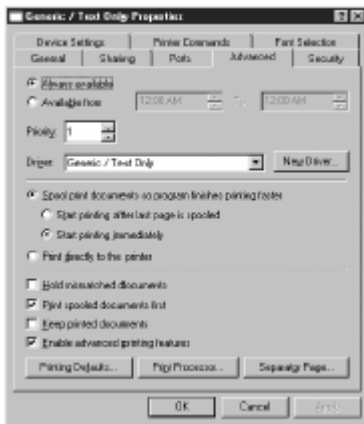 Generic / Text Only Properties
Device Settings Printer Commands Font Selection
General Sharing Ports Advanced Security
Always available
Available from 12:00 AM To 12:00 AM
Priority: 1
Driver: Generic / Text Only New Driver...
Spool print documents so program finishes printing faster
Start printing after last page is spooled
Start printing immediately
Print directly to the printer
Hold mismatched documents
Print spooled documents first
Keep printed documents
Enable advanced printing features
Printing Defaults... Print Processor... Separator Page...
OK Cancel Apply